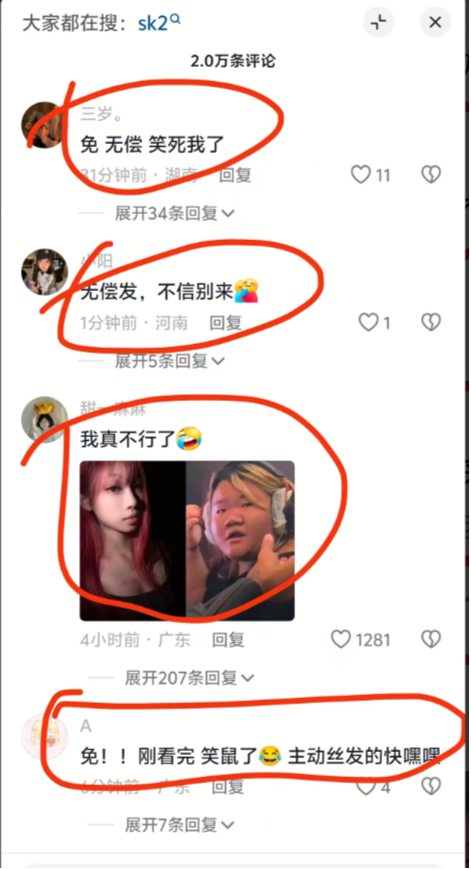 大家都在搜：sk2
2.0万条评论
三岁。
免 无偿 笑死我了
31分钟前·湖南 回复
11
展开34条回复
小阳
无偿发，不信别来
1分钟前·河南 回复
1
展开5条回复
甜一麻麻
我真不行了
4小时前·广东 回复
1281
展开207条回复
A
免！！刚看完 笑鼠了 主动丝发的快嘿嘿
6分钟前·广东 回复
4
展开7条回复